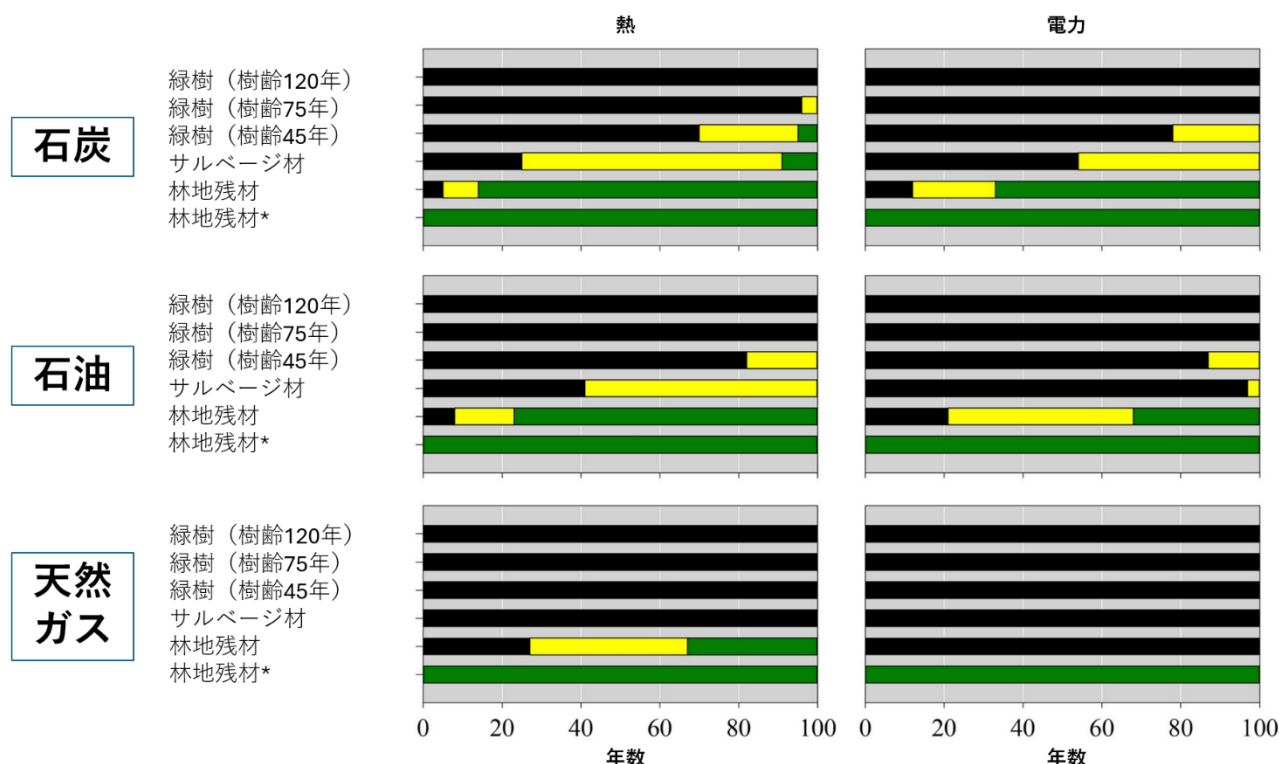 熱
電力
石炭
緑樹（樹齢120年）
緑樹（樹齢75年）
緑樹（樹齢45年）
サルベージ材
林地残材
林地残材*
石油
緑樹（樹齢120年）
緑樹（樹齢75年）
緑樹（樹齢45年）
サルベージ材
林地残材
林地残材*
天然
ガス
緑樹（樹齢120年）
緑樹（樹齢75年）
緑樹（樹齢45年）
サルベージ材
林地残材
林地残材*
0 20 40 60 80 100
0 20 40 60 80 100
年数
年数